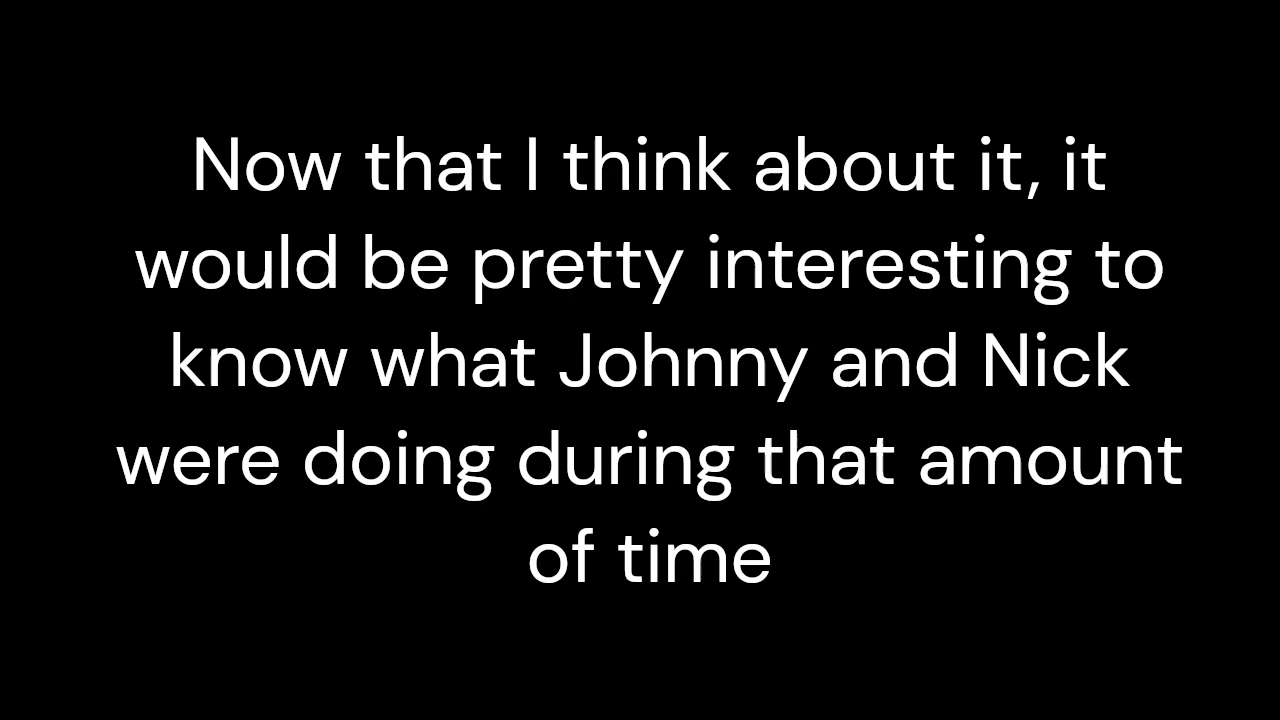 Now that I think about it, it
would be pretty interesting to
know what Johnny and Nick
were doing during that amount
of time